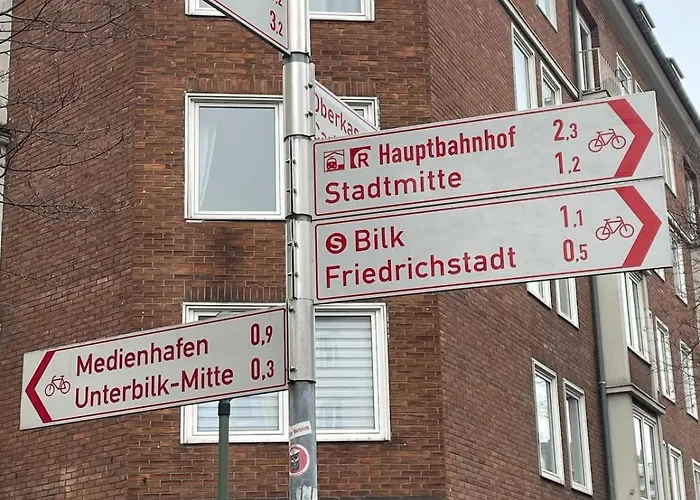 3,2
Oberkas
R Hauptbahnhof 2,3
Stadtmitte 1,2
S Bilk 1,1
Friedrichstadt 0,5
Medienhafen 0,9
Unterbilk-Mitte 0,3